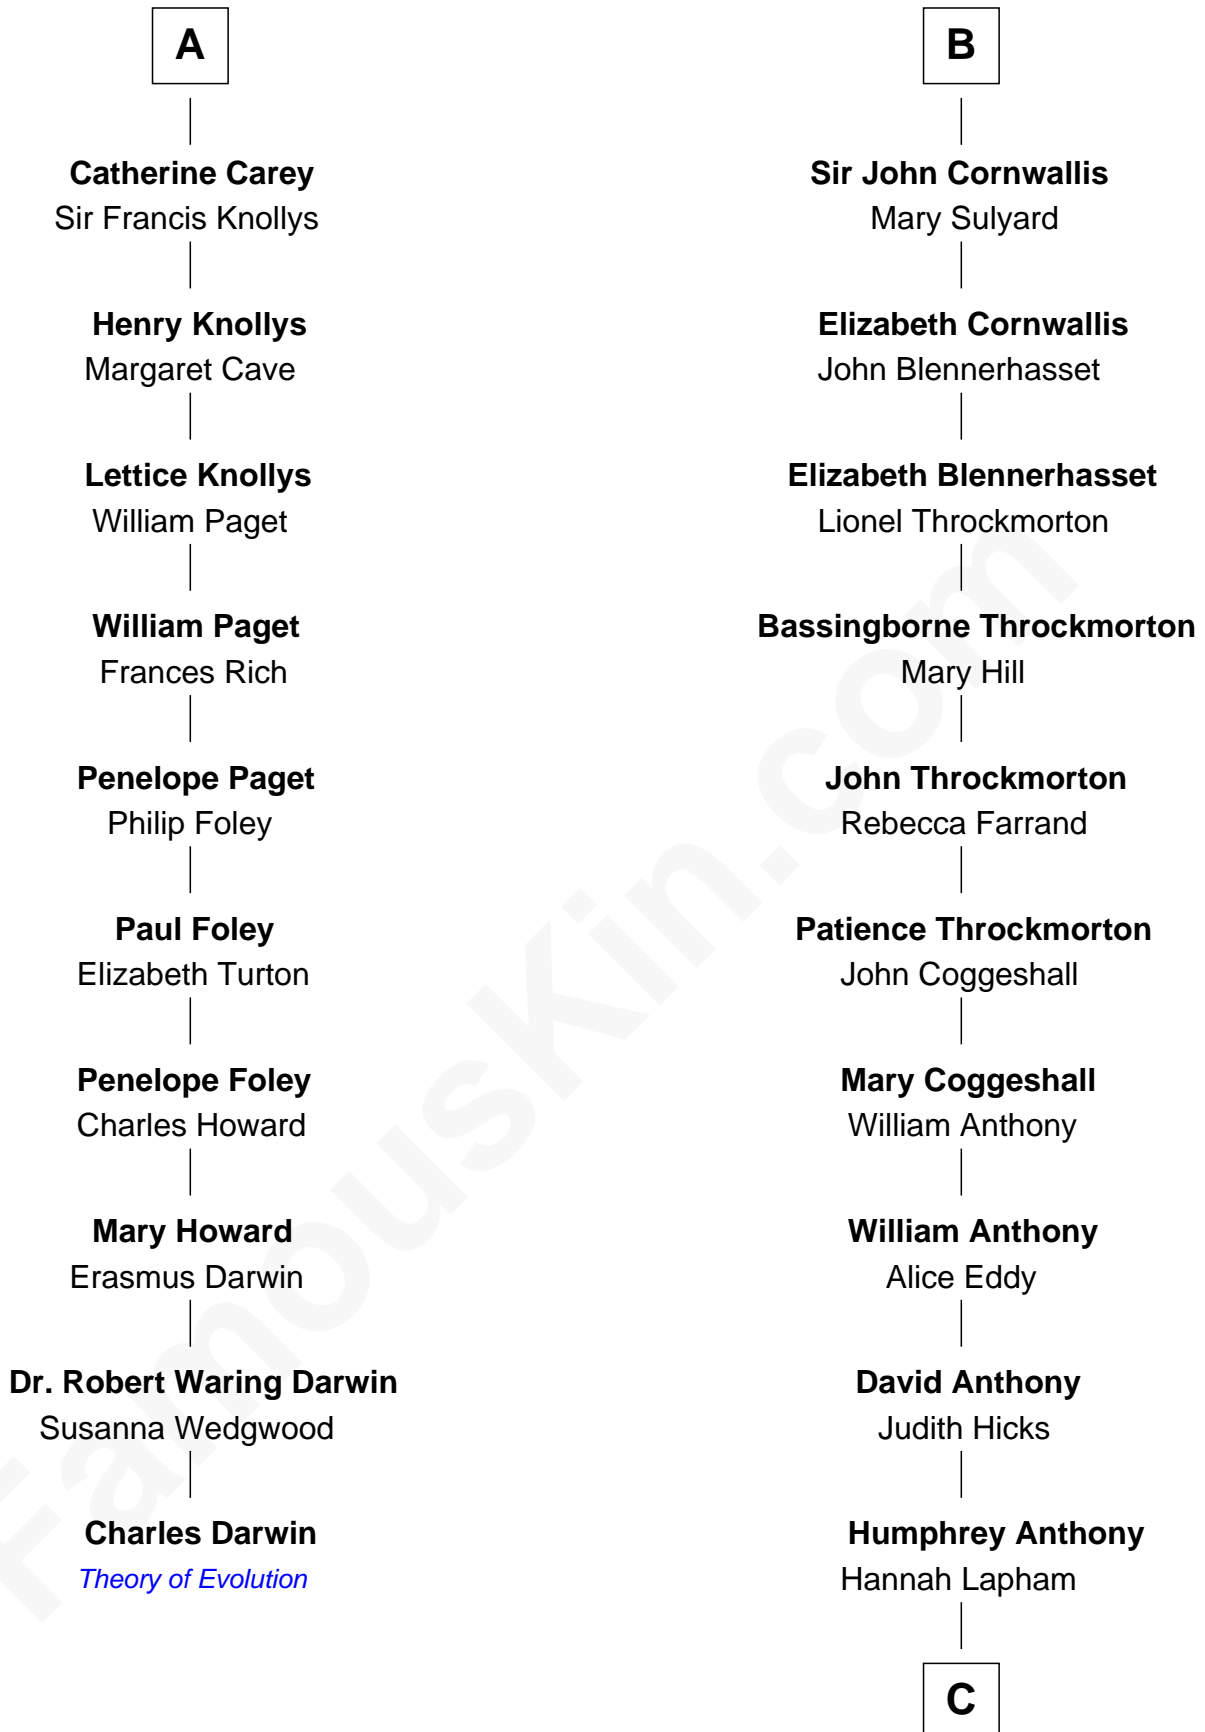 A
Catherine Carey
Sir Francis Knollys
Henry Knollys
Margaret Cave
Lettice Knollys
William Paget
William Paget
Frances Rich
Penelope Paget
Philip Foley
Paul Foley
Elizabeth Turton
Penelope Foley
Charles Howard
Mary Howard
Erasmus Darwin
Dr. Robert Waring Darwin
Susanna Wedgwood
Charles Darwin
Theory of Evolution
B
Sir John Cornwallis
Mary Sulyard
Elizabeth Cornwallis
John Blennerhasset
Elizabeth Blennerhasset
Lionel Throckmorton
Bassingborne Throckmorton
Mary Hill
John Throckmorton
Rebecca Farrand
Patience Throckmorton
John Coggeshall
Mary Coggeshall
William Anthony
William Anthony
Alice Eddy
David Anthony
Judith Hicks
Humphrey Anthony
Hannah Lapham
C
FamousKin.com